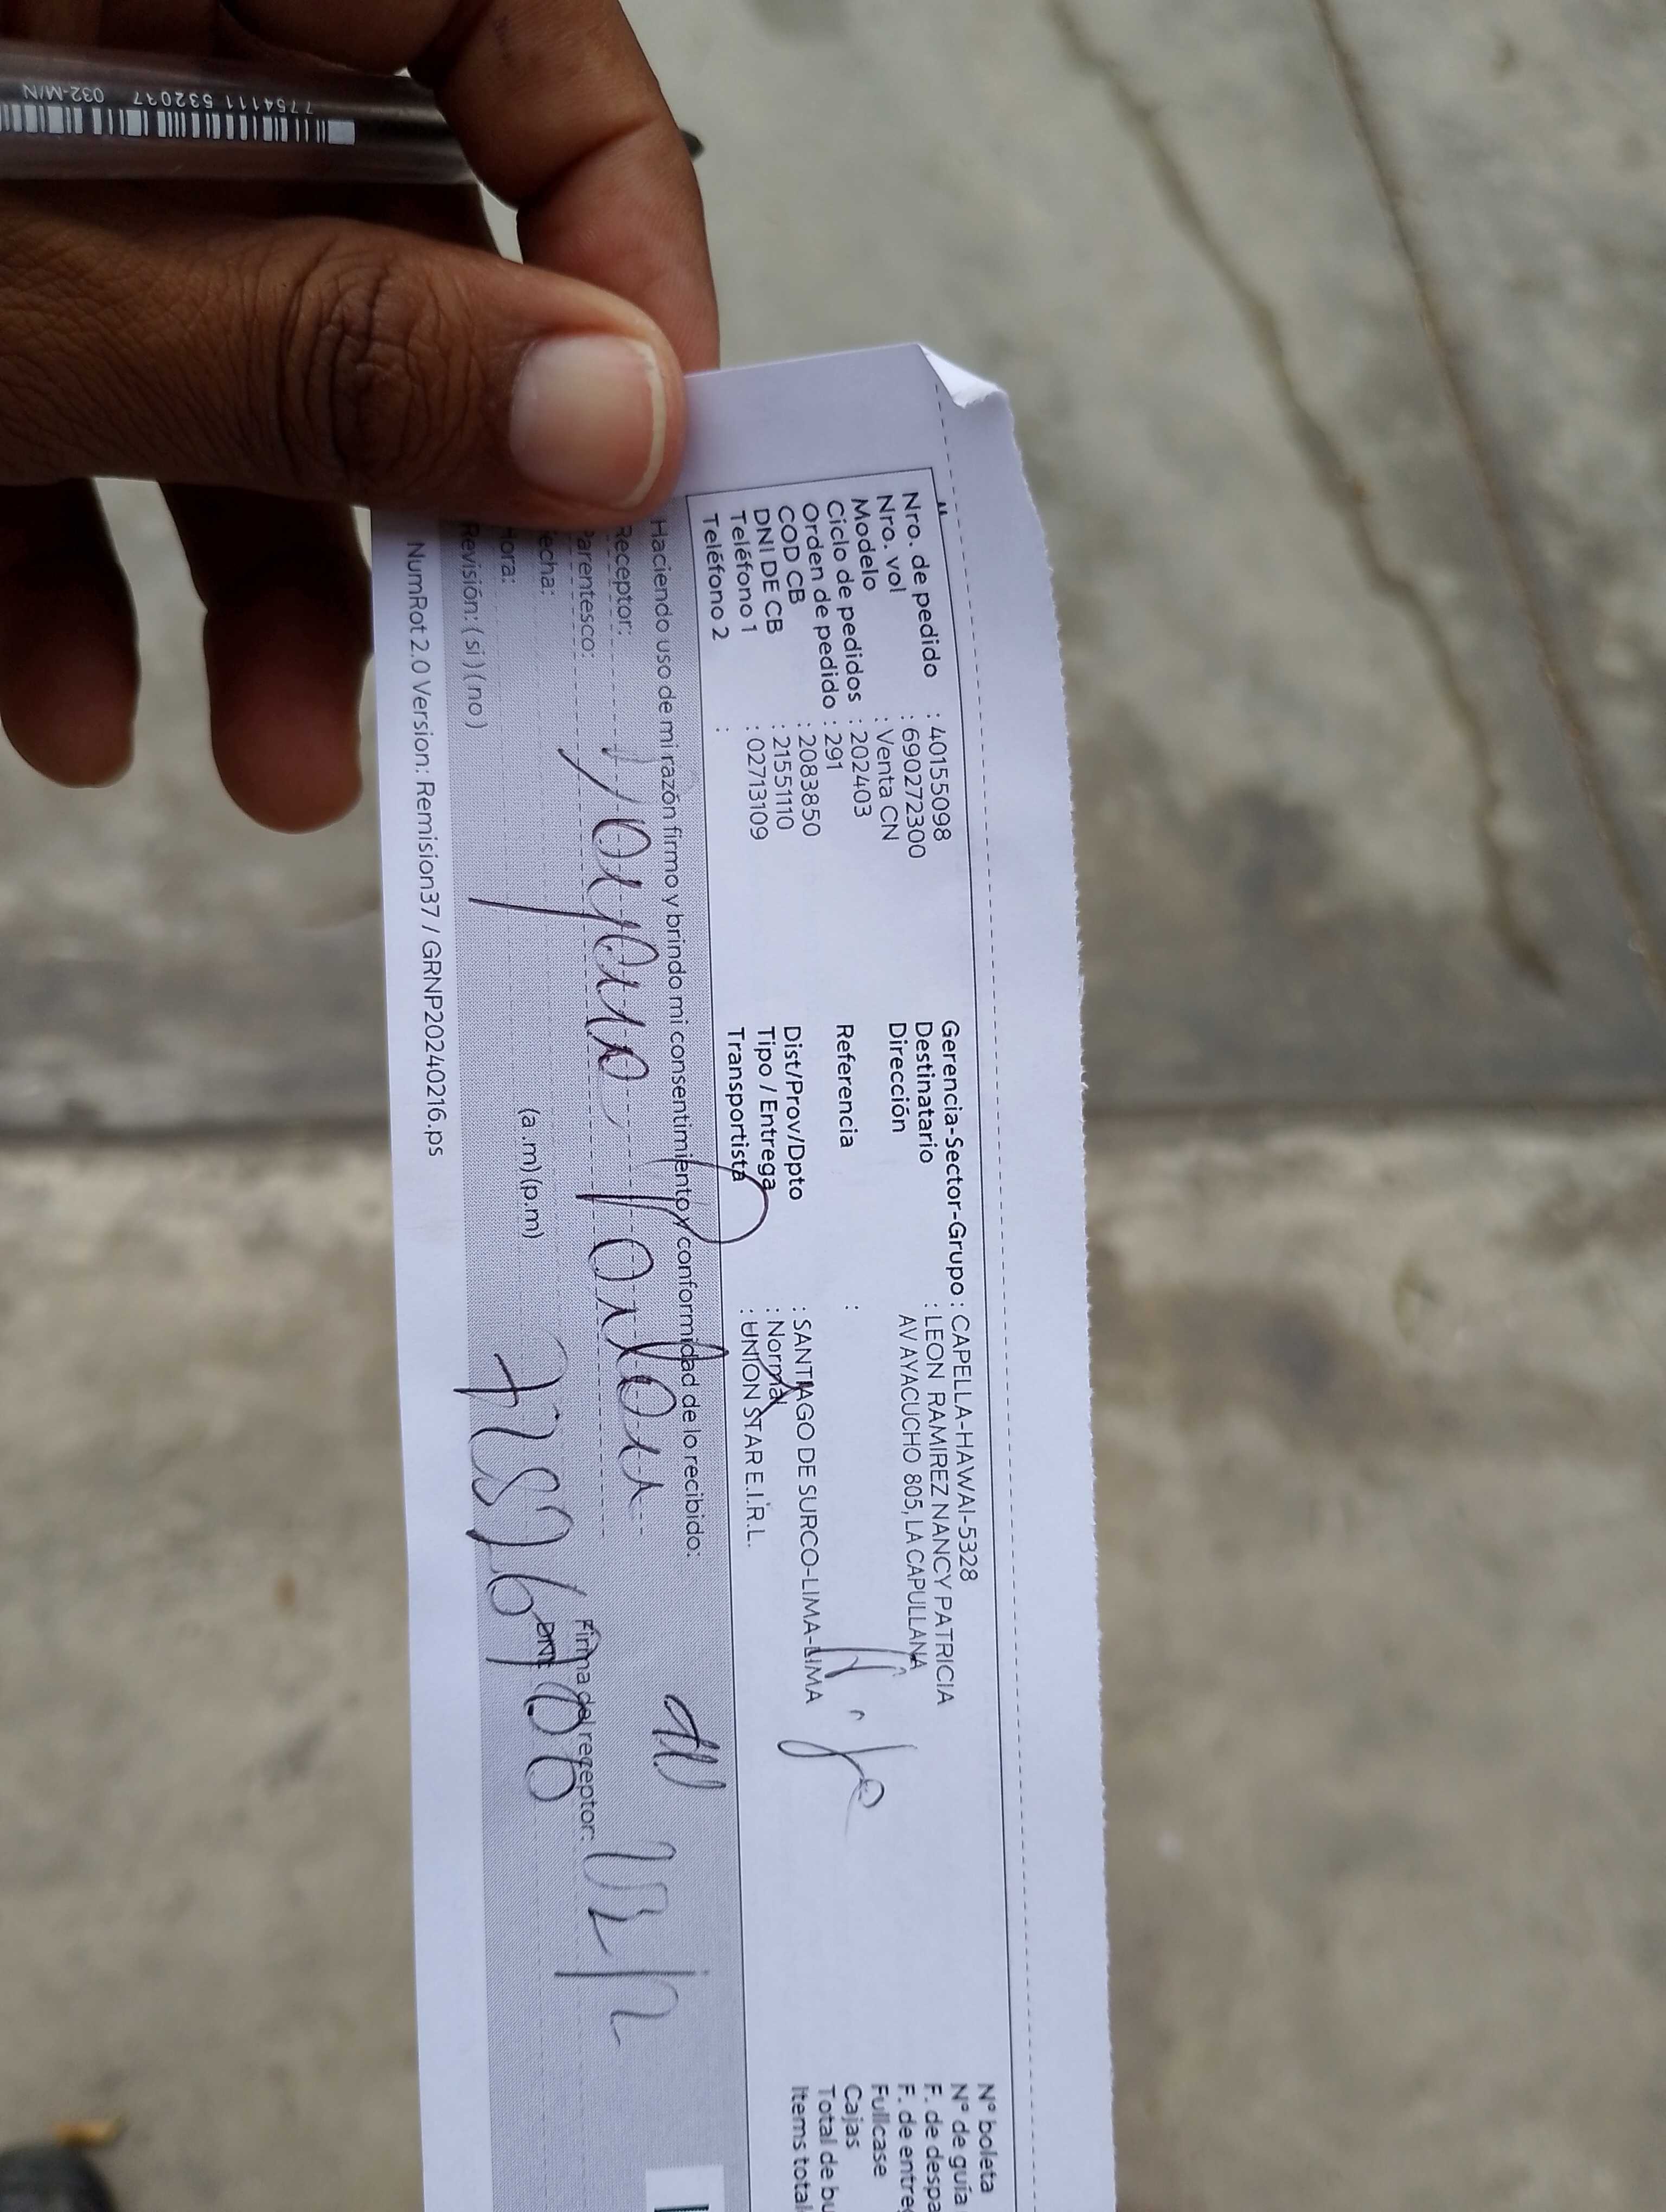 7754111 532037 032-M/N
Nro. de pedido : 40155098
Nro. vol : 690272300
Modelo : Venta CN
Ciclo de pedidos : 202403
Orden de pedido : 291
COD CB : 2083850
DNI DE CB : 21551110
Teléfono 1 : 02713109
Teléfono 2 :
Gerencia-Sector-Grupo : CAPELLA-HAWAI-5328
Destinatario : LEON RAMIREZ NANCY PATRICIA
Dirección AV AYACUCHO 805, LA CAPULLANA
Referencia :
Dist/Prov/Dpto : SANTIAGO DE SURCO-LIMA-LIMA
Tipo / Entrega : Normal
Transportista : UNION STAR E.I.R.L.
N° boleta
N° de guia
F. de despa
F. de entre
Fullcase
Cajas
Total de bu
Items total
Haciendo uso de mi razón firmo y brindo mi consentimiento y conformidad de lo recibido:
Receptor:
Parentesco:
echa:
Hora: (a.m) (p.m)
Revisión: ( si ) ( no )
Firma del receptor:
DNI
NumRot 2.0 Version: Remision37 / GRNP20240216.ps